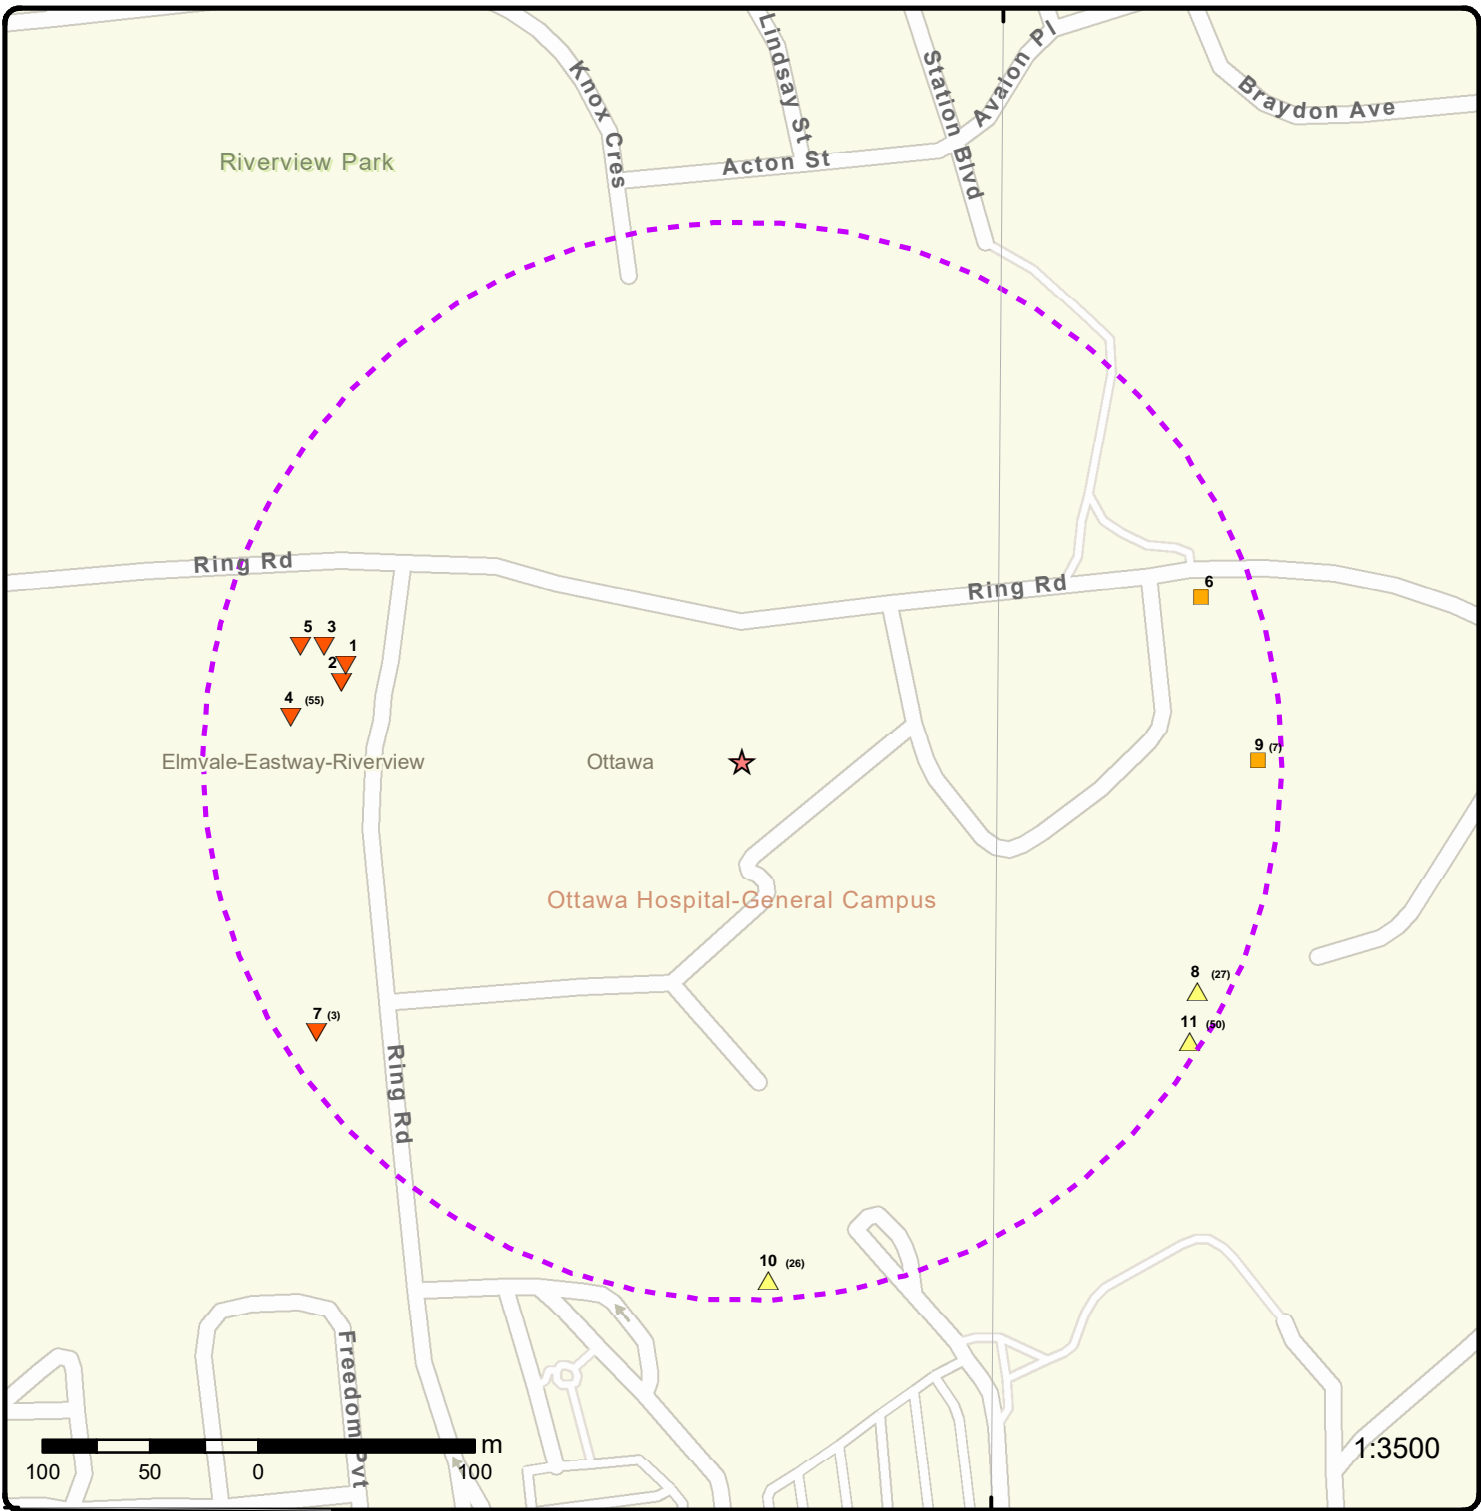 Knox Cres
Lindsay St
Station Blvd
Avalon Pl
Braydon Ave
Riverview Park
Acton St
Ring Rd
Ring Rd
6
5
3
1
2
4 (55)
9 (7)
Elmvale-Eastway-Riverview
Ottawa
Ottawa Hospital-General Campus
8 (27)
7 (3)
11 (50)
Ring Rd
10 (26)
Freedom Pvt
m
1:3500
100 50 0 100